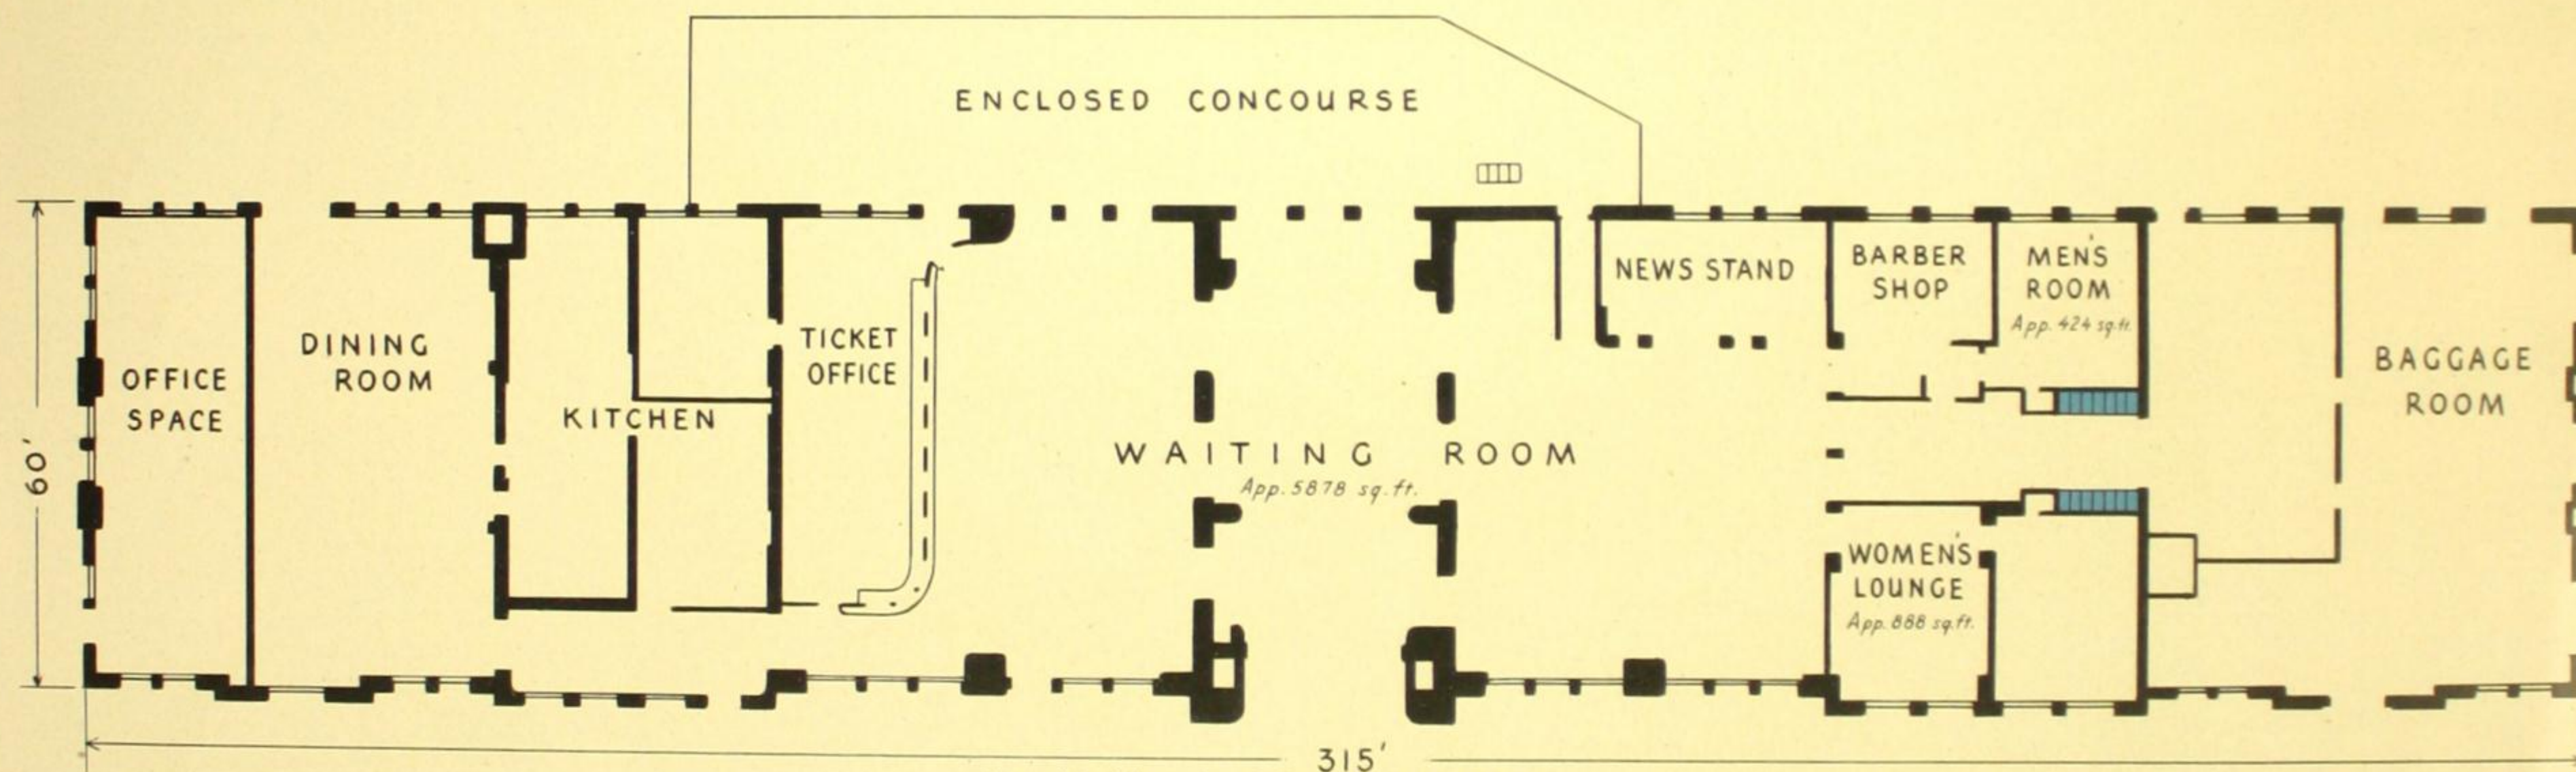 ENCLOSED CONCOURSE
60'
OFFICE
SPACE
DINING
ROOM
KITCHEN
TICKET
OFFICE
WAITING ROOM
App. 5878 sq. ft.
NEWS STAND
BARBER
SHOP
MEN'S
ROOM
App. 424 sq. ft.
WOMEN'S
LOUNGE
App. 888 sq. ft.
BAGGAGE
ROOM
315'